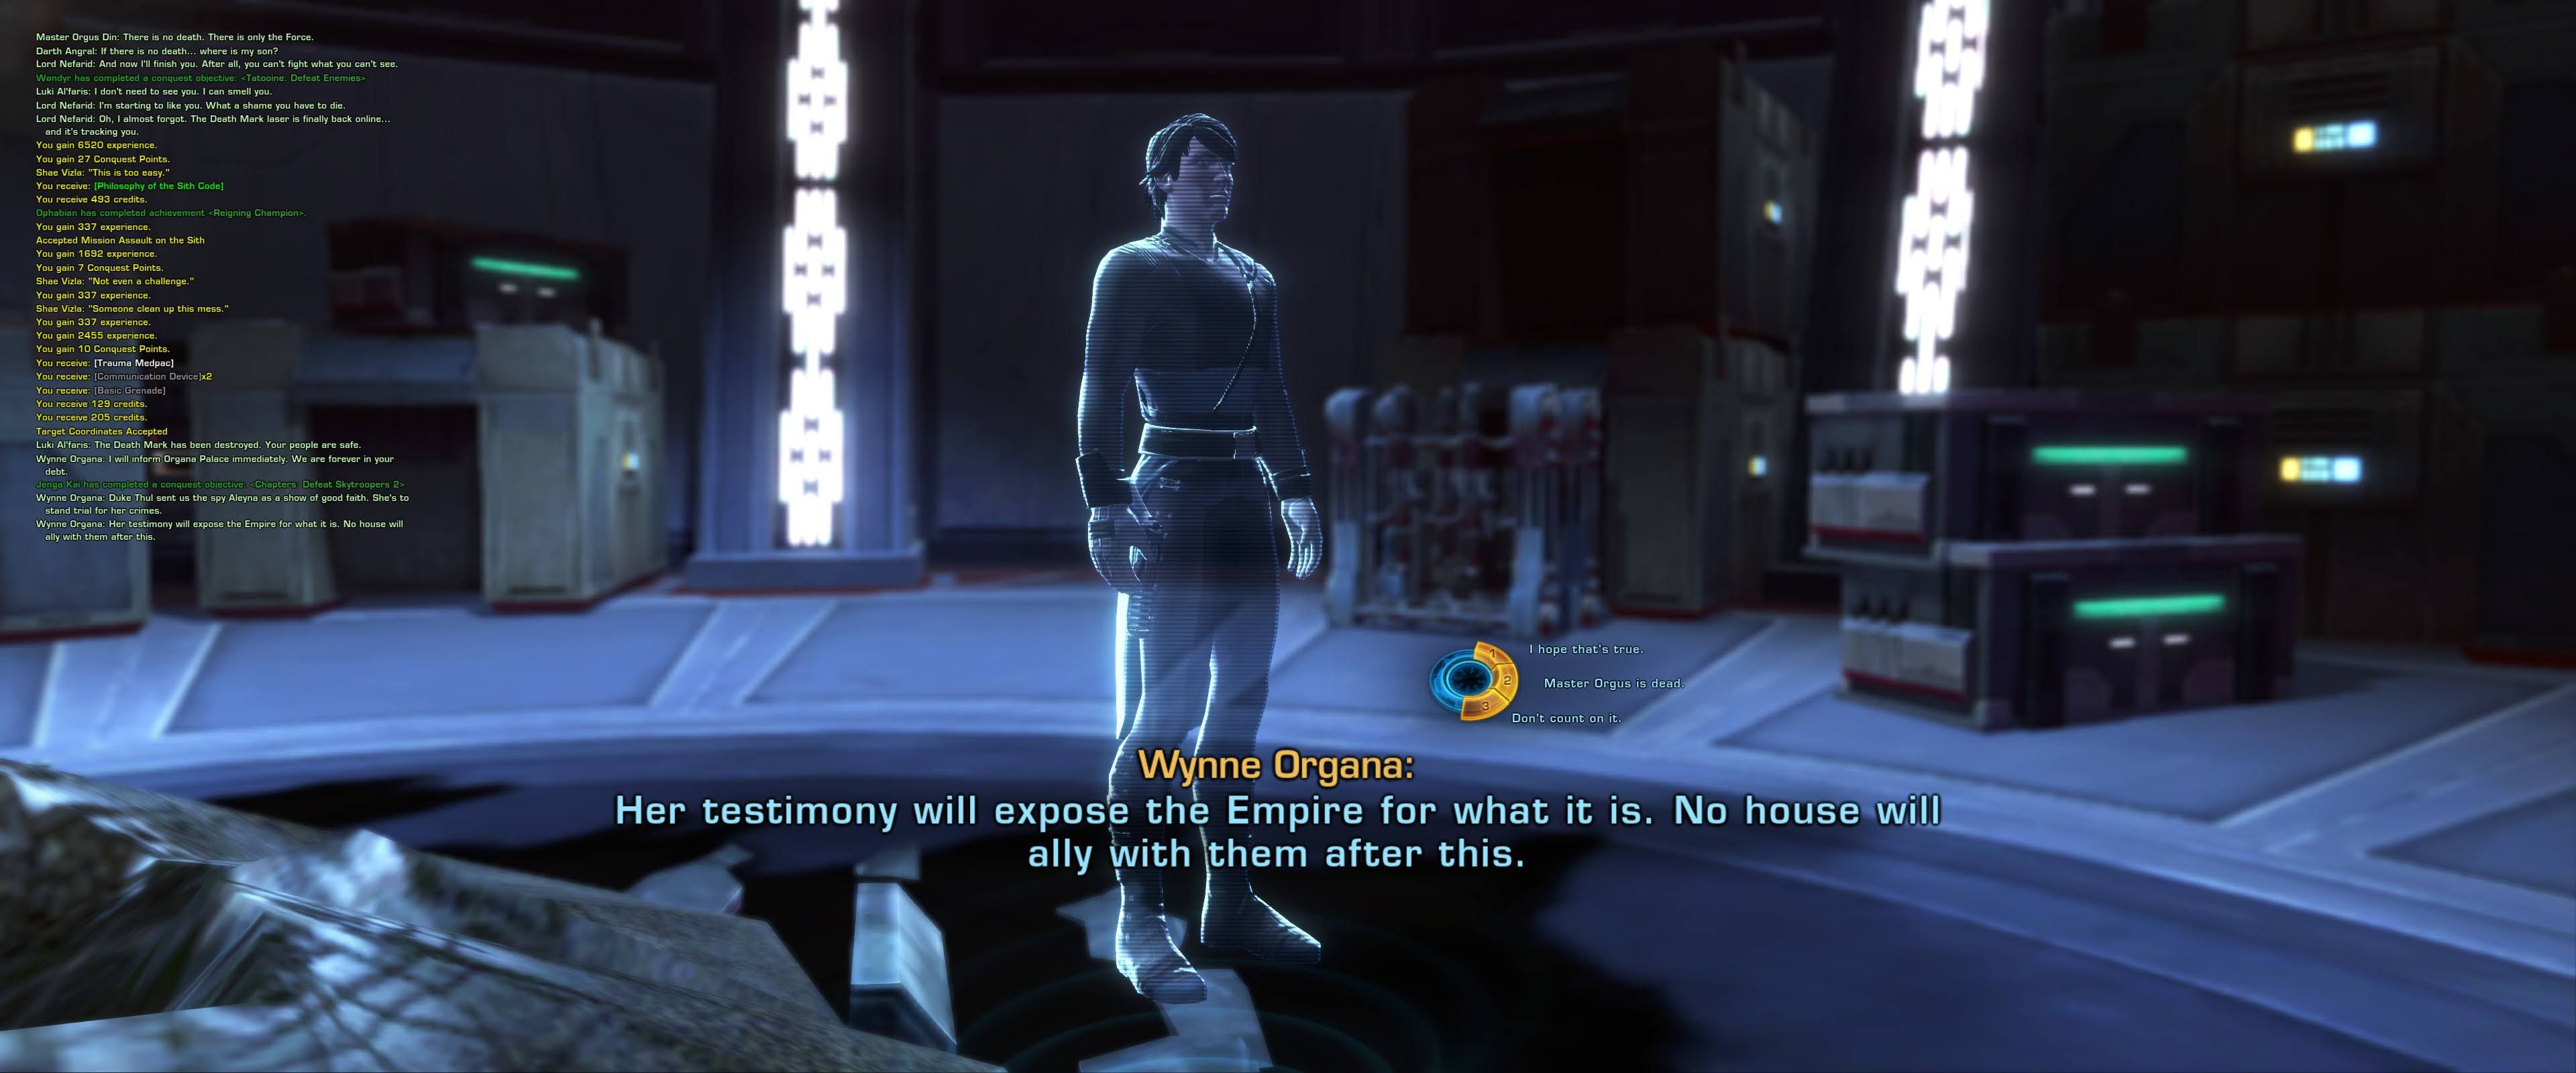 Master Orgus Din: There is no death. There is only the Force.
Darth Angral: If there is no death... where is my son?
Lord Nefarid: And now I'll finish you. After all, you can't fight what you can't see.
Wøndyr has completed a conquest objective: <Tatooine: Defeat Enemies>
Luki Al'faris: I don't need to see you. I can smell you.
Lord Nefarid: I'm starting to like you. What a shame you have to die.
Lord Nefarid: Oh, I almost forgot. The Death Mark laser is finally back online...
and it's tracking you.
You gain 6520 experience.
You gain 27 Conquest Points.
Shae Vizla: "This is too easy."
You receive: [Philosophy of the Sith Code]
You receive 493 credits.
Ophabian has completed achievement <Reigning Champion>.
You gain 337 experience.
Accepted Mission Assault on the Sith
You gain 1692 experience.
You gain 7 Conquest Points.
Shae Vizla: "Not even a challenge."
You gain 337 experience.
Shae Vizla: "Someone clean up this mess."
You gain 337 experience.
You gain 2455 experience.
You gain 10 Conquest Points.
You receive: [Trauma Medpac]
You receive: [Communication Device]x2
You receive: [Basic Grenade]
You receive 129 credits.
You receive 205 credits.
Target Coordinates Accepted
Luki Al'faris: The Death Mark has been destroyed. Your people are safe.
Wynne Organa: I will inform Organa Palace immediately. We are forever in your
debt.
Jenga Kai has completed a conquest objective: <Chapters: Defeat Skytroopers 2>
Wynne Organa: Duke Thul sent us the spy Aleyna as a show of good faith. She's to
stand trial for her crimes.
Wynne Organa: Her testimony will expose the Empire for what it is. No house will
ally with them after this.
1 I hope that's true.
2 Master Orgus is dead.
3 Don't count on it.
Wynne Organa:
Her testimony will expose the Empire for what it is. No house will
ally with them after this.